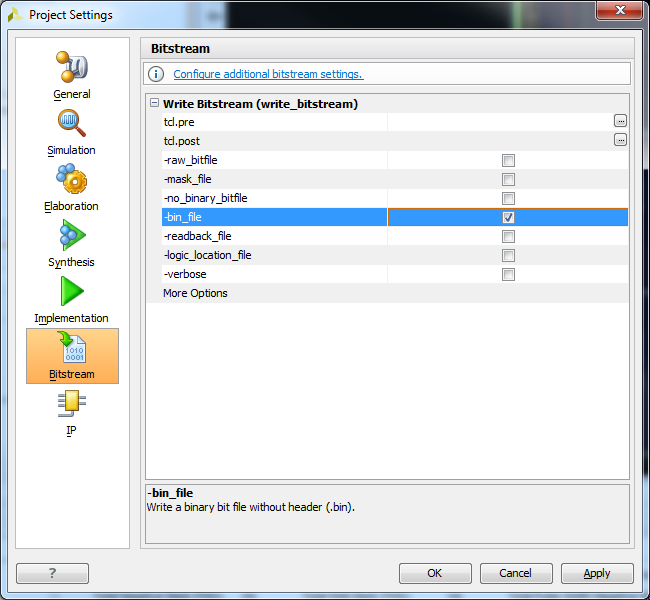 Project Settings
General
Simulation
Elaboration
Synthesis
Implementation
1010
0001
Bitstream
IP
Bitstream
Configure additional bitstream settings.
Write Bitstream (write_bitstream)
tcl.pre
...
tcl.post
...
-raw_bitfile
-mask_file
-no_binary_bitfile
-bin_file
-readback_file
-logic_location_file
-verbose
More Options
-bin_file
Write a binary bit file without header (.bin).
?
OK
Cancel
Apply